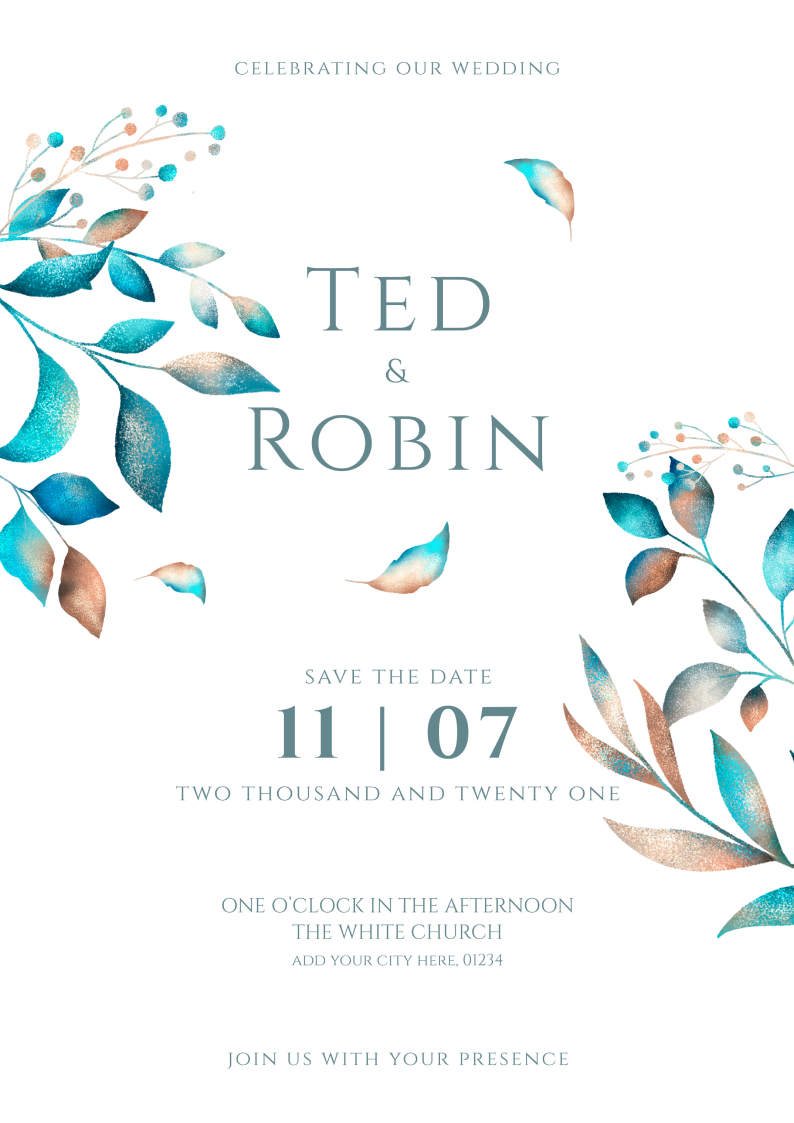 CELEBRATING OUR WEDDING
TED
&
ROBIN
SAVE THE DATE
11 | 07
TWO THOUSAND AND TWENTY ONE
ONE O'CLOCK IN THE AFTERNOON
THE WHITE CHURCH
ADD YOUR CITY HERE, 01234
JOIN US WITH YOUR PRESENCE